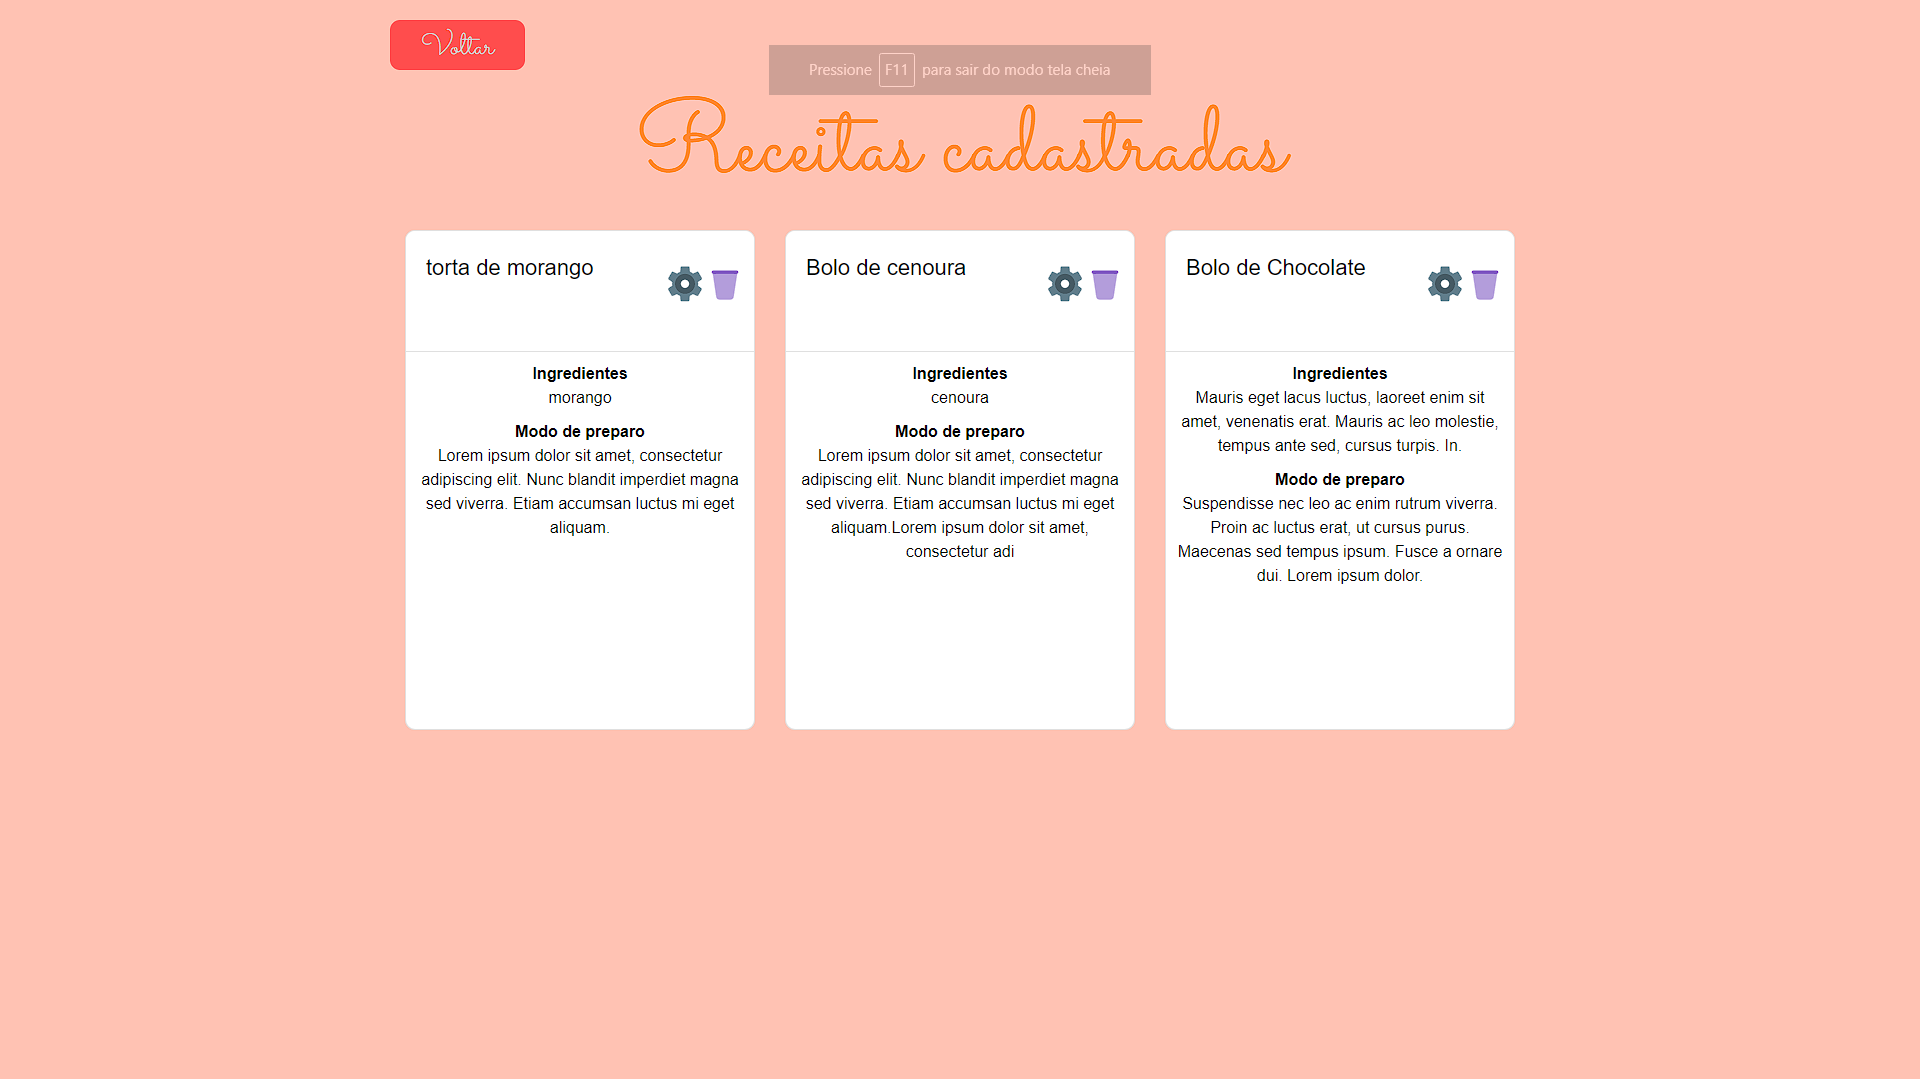 Voltar
Pressione F11 para sair do modo tela cheia
Receitas cadastradas
torta de morango
Ingredientes
morango
Modo de preparo
Lorem ipsum dolor sit amet, consectetur
adipiscing elit. Nunc blandit imperdiet magna
sed viverra. Etiam accumsan luctus mi eget
aliquam.
Bolo de cenoura
Ingredientes
cenoura
Modo de preparo
Lorem ipsum dolor sit amet, consectetur
adipiscing elit. Nunc blandit imperdiet magna
sed viverra. Etiam accumsan luctus mi eget
aliquam.Lorem ipsum dolor sit amet,
consectetur adi
Bolo de Chocolate
Ingredientes
Mauris eget lacus luctus, laoreet enim sit
amet, venenatis erat. Mauris ac leo molestie,
tempus ante sed, cursus turpis. In.
Modo de preparo
Suspendisse nec leo ac enim rutrum viverra.
Proin ac luctus erat, ut cursus purus.
Maecenas sed tempus ipsum. Fusce a ornare
dui. Lorem ipsum dolor.